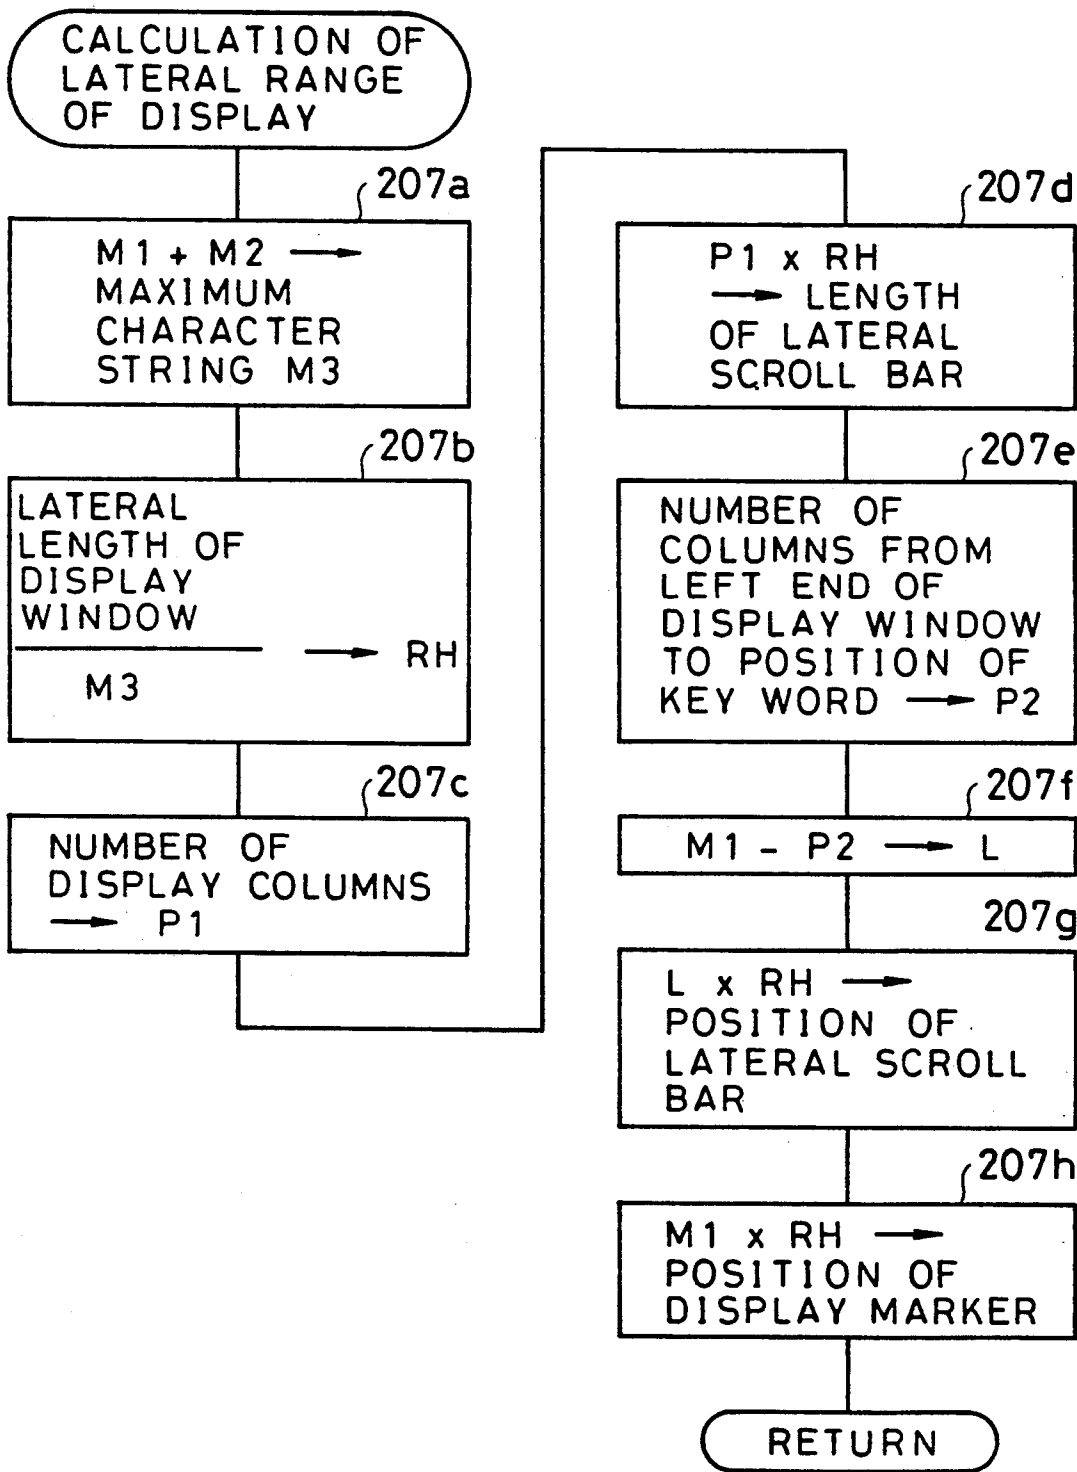 CALCULATION OF
LATERAL RANGE
OF DISPLAY
207a
M1 + M2 →
MAXIMUM
CHARACTER
STRING M3
207b
LATERAL
LENGTH OF
DISPLAY
WINDOW
→ RH
M3
207c
NUMBER OF
DISPLAY COLUMNS
→ P1
207d
P1 x RH
→ LENGTH
OF LATERAL
SCROLL BAR
207e
NUMBER OF
COLUMNS FROM
LEFT END OF
DISPLAY WINDOW
TO POSITION OF
KEY WORD → P2
207f
M1 - P2 → L
207g
L x RH →
POSITION OF
LATERAL SCROLL
BAR
207h
M1 x RH →
POSITION OF
DISPLAY MARKER
RETURN